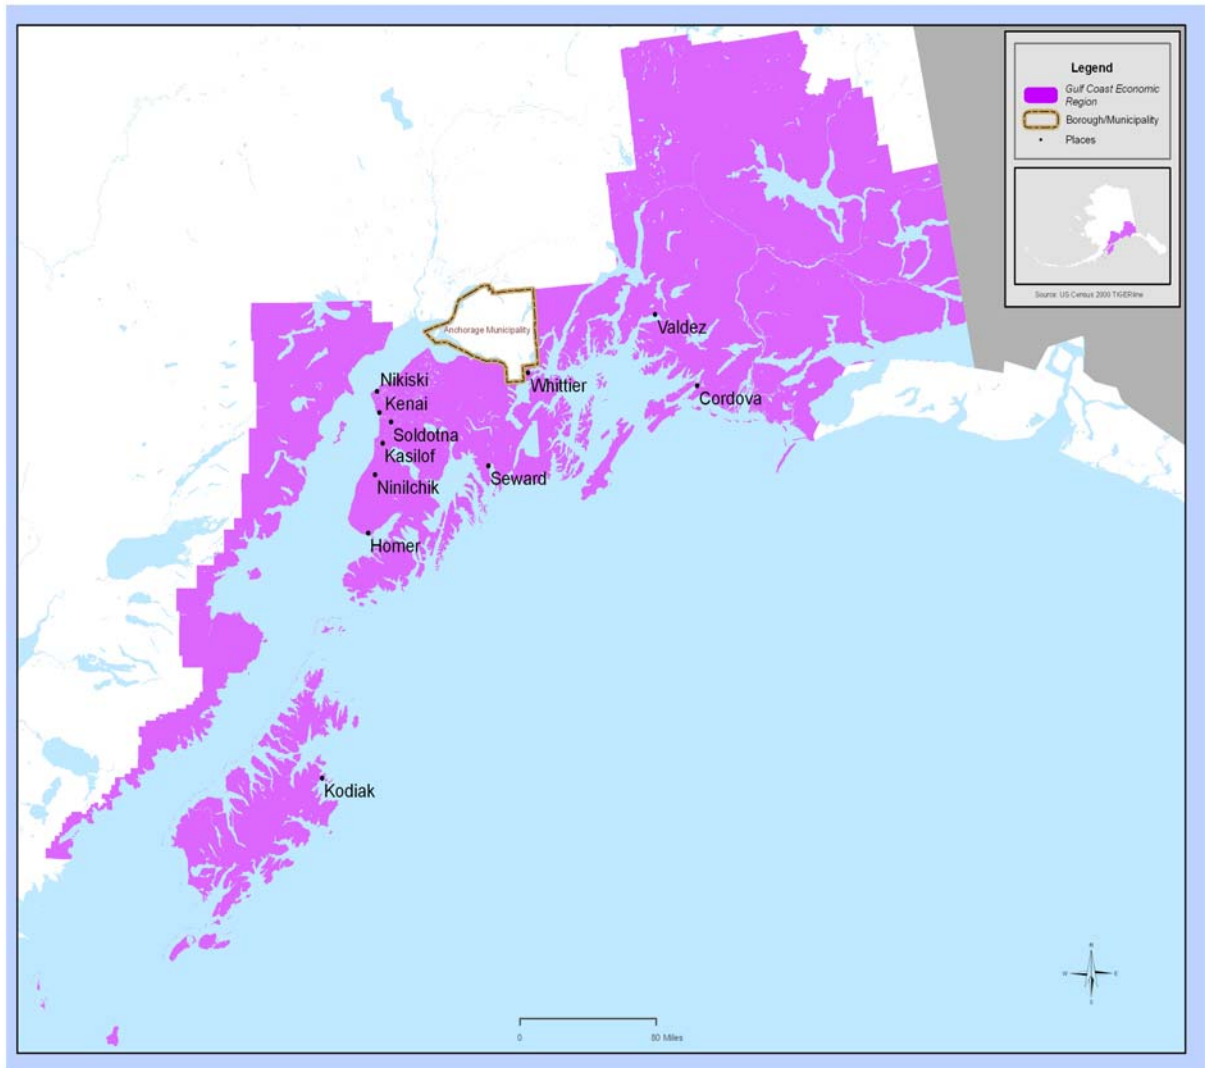 Legend
Gulf Coast Economic
Region
Borough/Municipality
Places
Source: US Census 2000 TIGERline
Anchorage Municipality
Valdez
Nikiski
Whittier
Cordova
Kenai
Soldotna
Kasilof
Seward
Ninilchik
Homer
Kodiak
N
W E
S
0 80 Miles